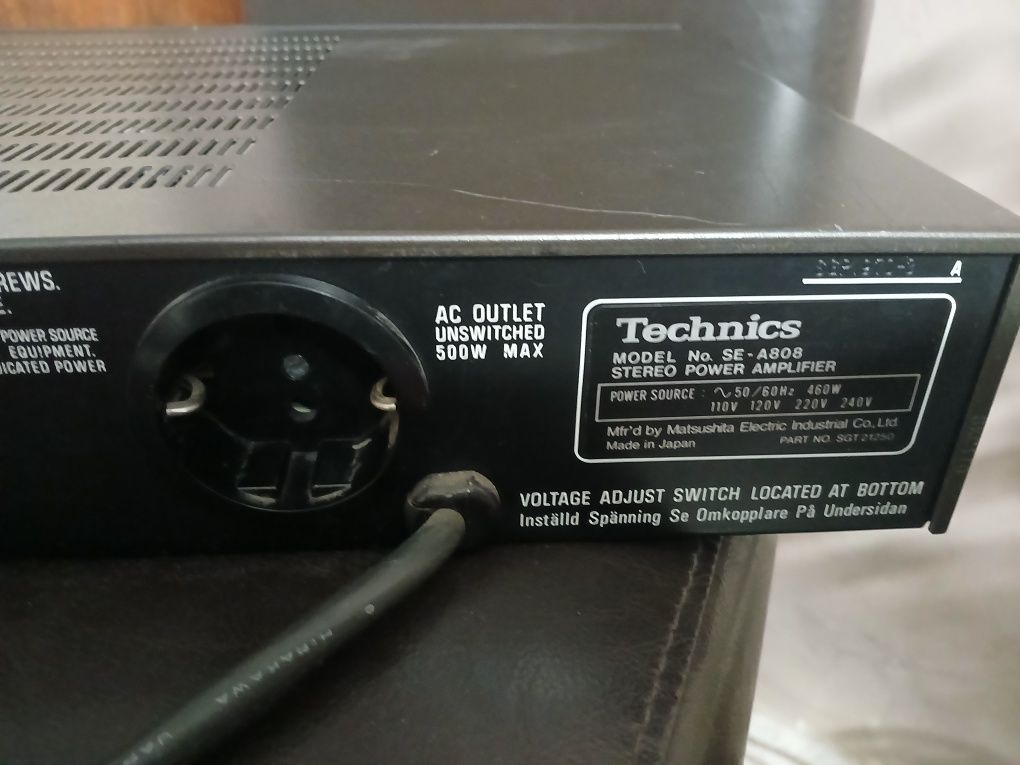 REWS.
E.
POWER SOURCE
EQUIPMENT.
ICATED POWER
AC OUTLET
UNSWITCHED
500W MAX
A
Technics
MODEL No. SE-A808
STEREO POWER AMPLIFIER
POWER SOURCE : ∿50/60Hz 460W
110V 120V 220V 240V
Mfr'd by Matsushita Electric Industrial Co., Ltd.
Made in Japan PART NO. SGT21250
VOLTAGE ADJUST SWITCH LOCATED AT BOTTOM
Inställd Spänning Se Omkopplare På Undersidan
HIRAKAWA